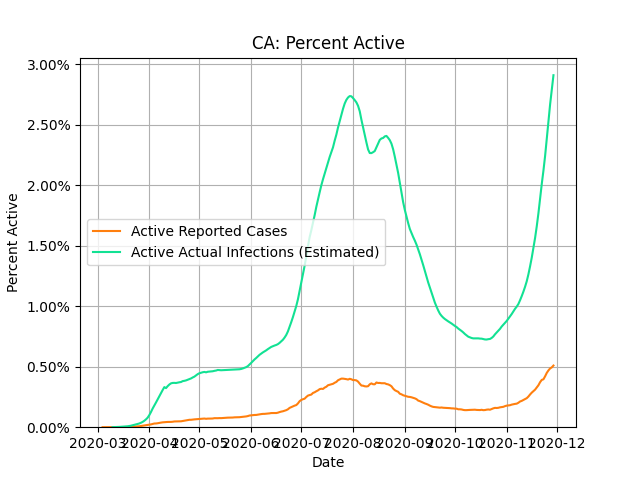 CA: Percent Active
3.00%
2.50%
2.00%
1.50%
1.00%
0.50%
0.00%
Percent Active
Active Reported Cases
Active Actual Infections (Estimated)
2020-03 2020-04 2020-05 2020-06 2020-07 2020-08 2020-09 2020-10 2020-11 2020-12
Date